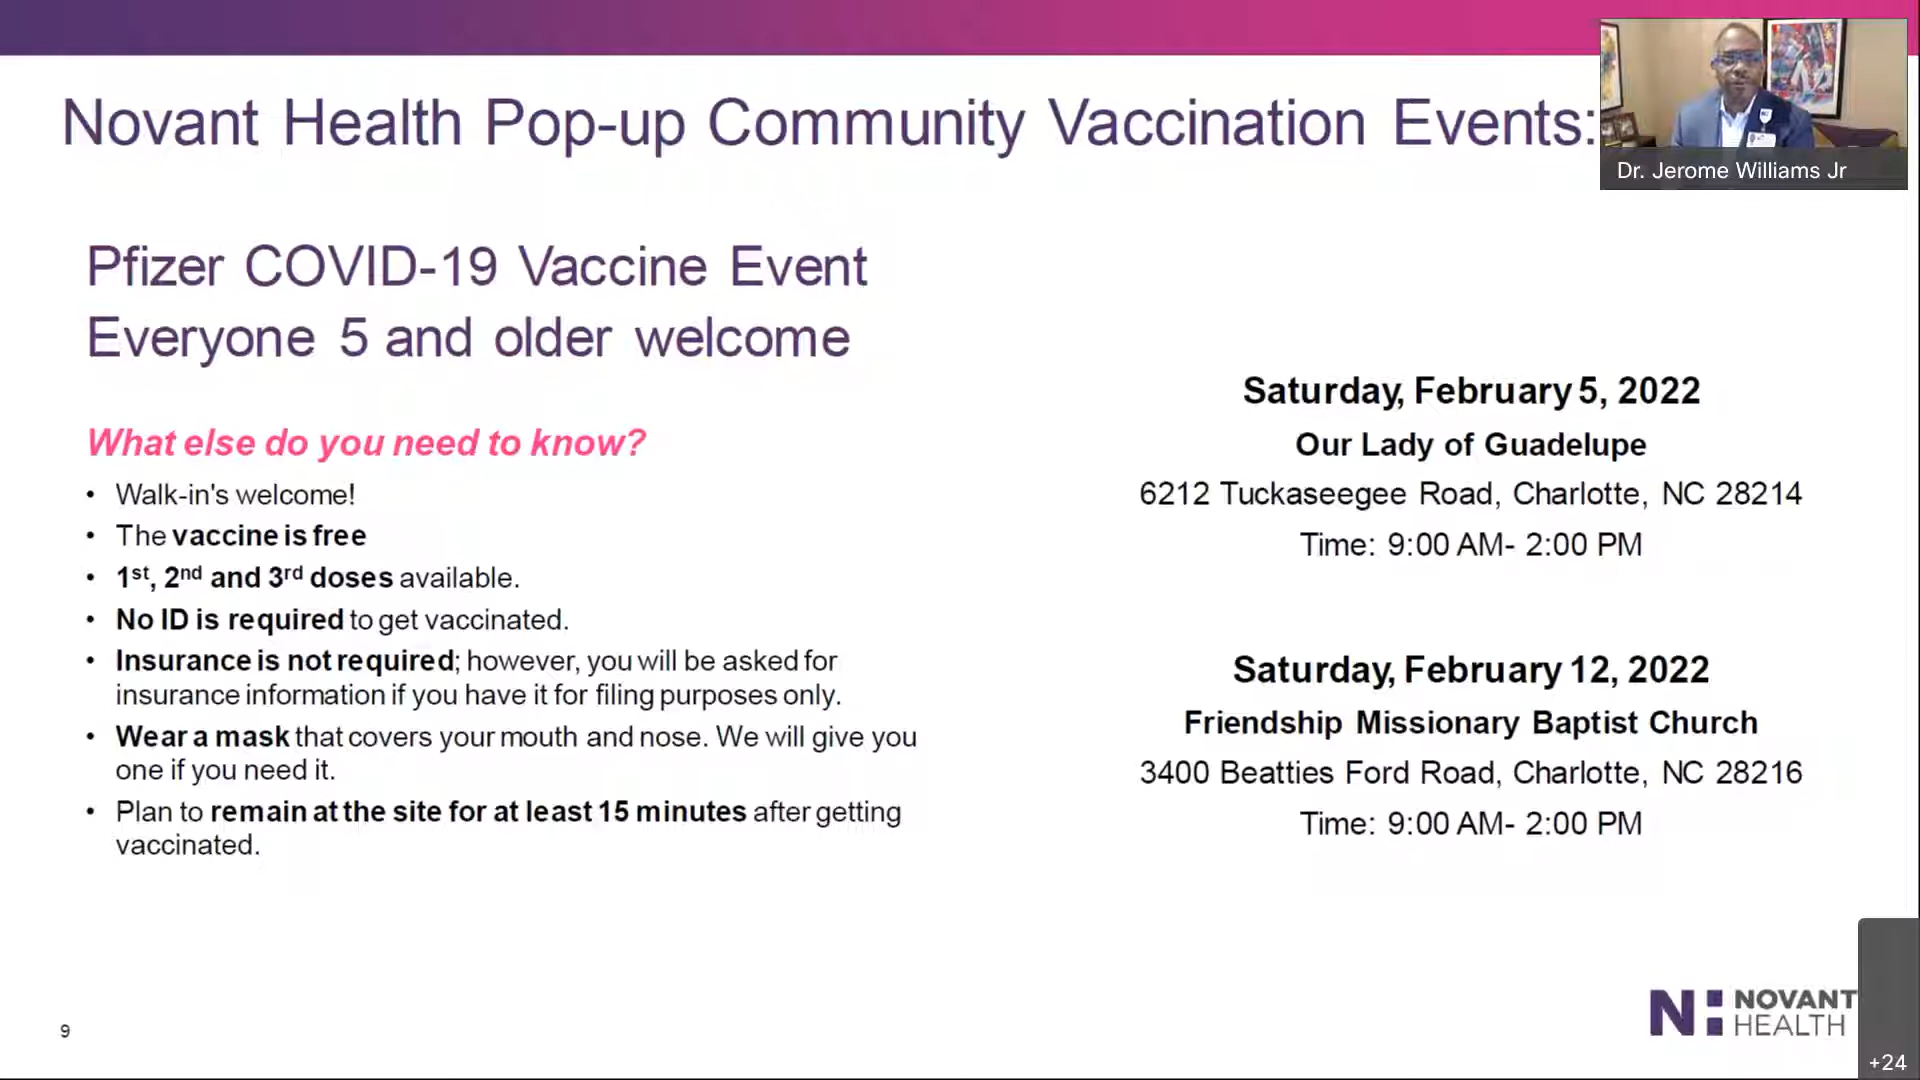 Novant Health Pop-up Community Vaccination Events:
Dr. Jerome Williams Jr
Pfizer COVID-19 Vaccine Event
Everyone 5 and older welcome
What else do you need to know?
• Walk-in's welcome!
• The vaccine is free
• 1st, 2nd and 3rd doses available.
• No ID is required to get vaccinated.
• Insurance is not required; however, you will be asked for
insurance information if you have it for filing purposes only.
• Wear a mask that covers your mouth and nose. We will give you
one if you need it.
• Plan to remain at the site for at least 15 minutes after getting
vaccinated.
Saturday, February 5, 2022
Our Lady of Guadelupe
6212 Tuckaseegee Road, Charlotte, NC 28214
Time: 9:00 AM- 2:00 PM
Saturday, February 12, 2022
Friendship Missionary Baptist Church
3400 Beatties Ford Road, Charlotte, NC 28216
Time: 9:00 AM- 2:00 PM
9
NOVANT
HEALTH
+24